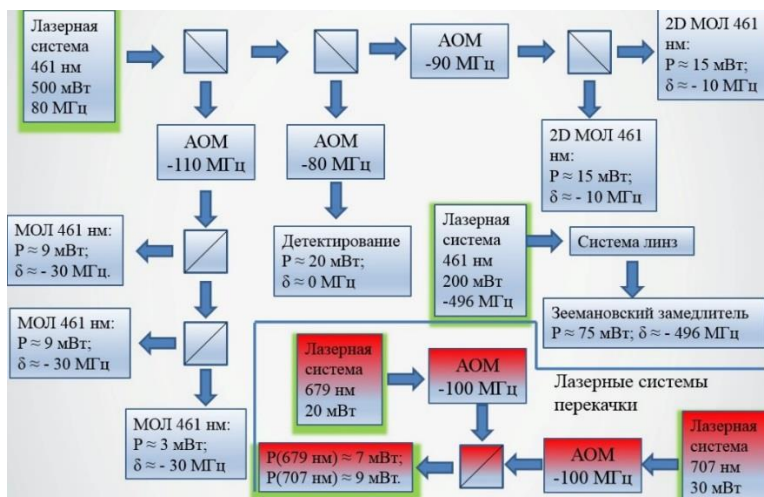 Лазерная
система
461 нм
500 мВт
80 МГц
АОМ
-90 МГц
2D МОЛ 461
нм:
P ≈ 15 мВт;
δ ≈ - 10 МГц
АОМ
-110 МГц
АОМ
-80 МГц
2D МОЛ 461
нм:
P ≈ 15 мВт;
δ ≈ - 10 МГц
МОЛ 461 нм:
P ≈ 9 мВт;
δ ≈ - 30 МГц.
Детектирование
P ≈ 20 мВт;
δ ≈ 0 МГц
Лазерная
система
461 нм
200 мВт
-496 МГц
Система линз
Зеемановский замедлитель
P ≈ 75 мВт; δ ≈ - 496 МГц
МОЛ 461 нм:
P ≈ 9 мВт;
δ ≈ - 30 МГц
Лазерная
система
679 нм
20 мВт
АОМ
-100 МГц
Лазерные системы
перекачки
МОЛ 461 нм:
P ≈ 3 мВт;
δ ≈ - 30 МГц
P(679 нм) ≈ 7 мВт;
P(707 нм) ≈ 9 мВт.
АОМ
-100 МГц
Лазерная
система
707 нм
30 мВт